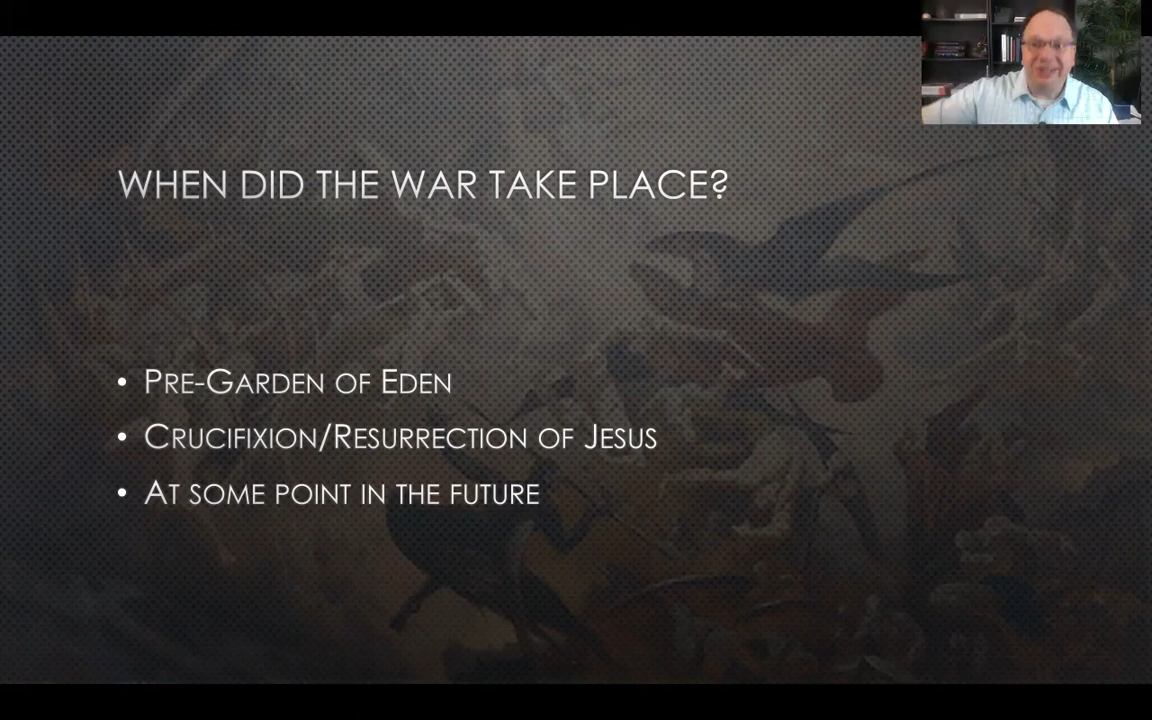 WHEN DID THE WAR TAKE PLACE?
• PRE-GARDEN OF EDEN
• CRUCIFIXION/RESURRECTION OF JESUS
• AT SOME POINT IN THE FUTURE